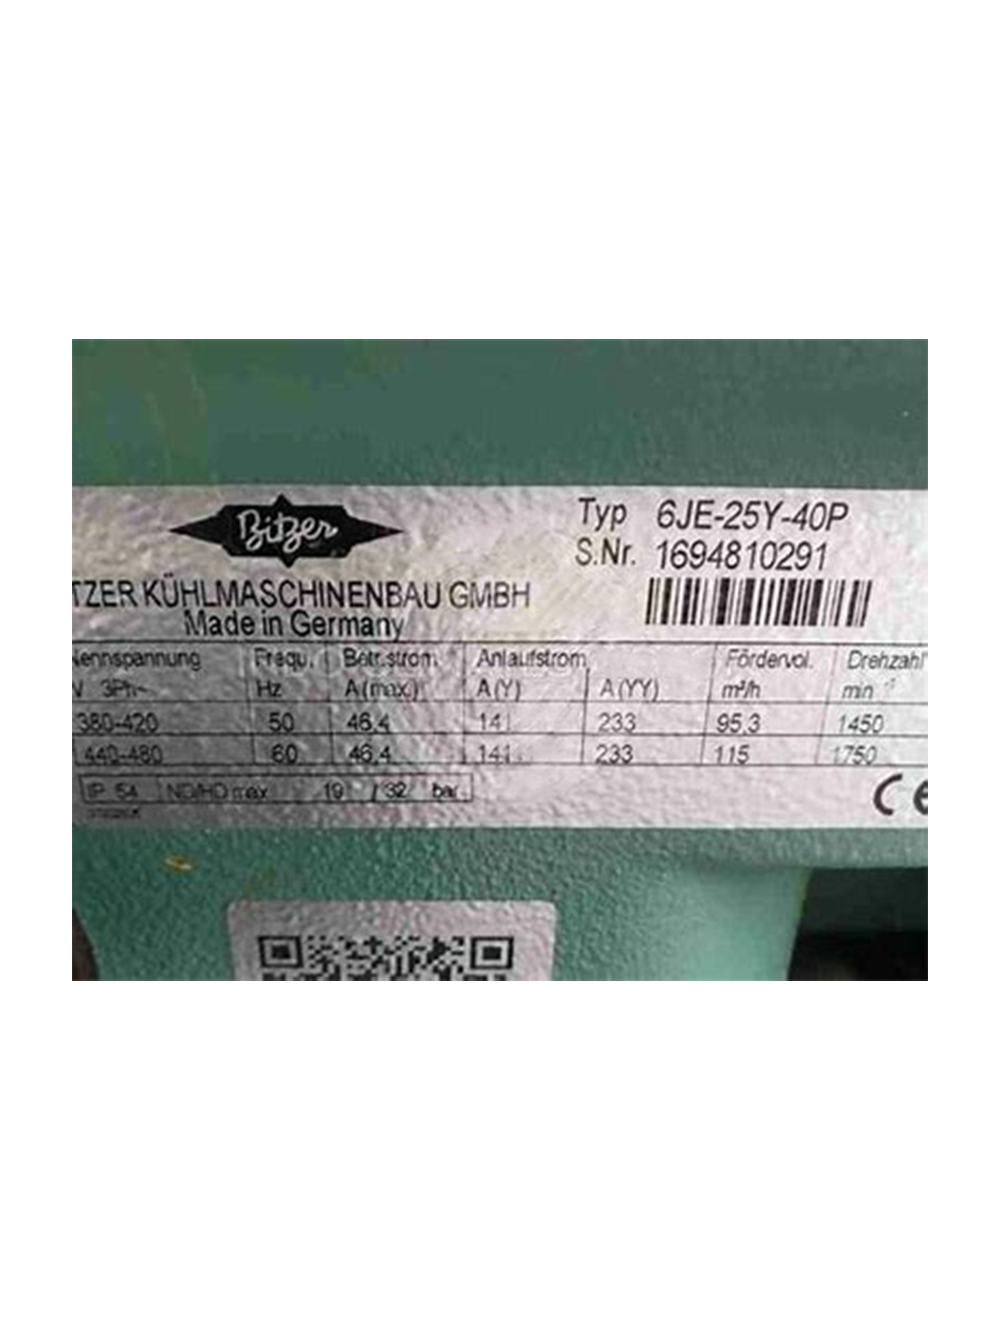 Bitzer
Typ 6JE-25Y-40P
S.Nr. 1694810291
TZER KÜHLMASCHINENBAU GMBH
Made in Germany
Nennspannung Frequ. Betr.strom Anlaufstrom Fördervol. Drehzahl
V 3Ph~ Hz A(max.) A(Y) A(YY) m³/h min⁻¹
380-420 50 46,4 141 233 95,3 1450
440-480 60 46,4 141 233 115 1750
IP 54 ND/HD max 19 / 32 bar
CE